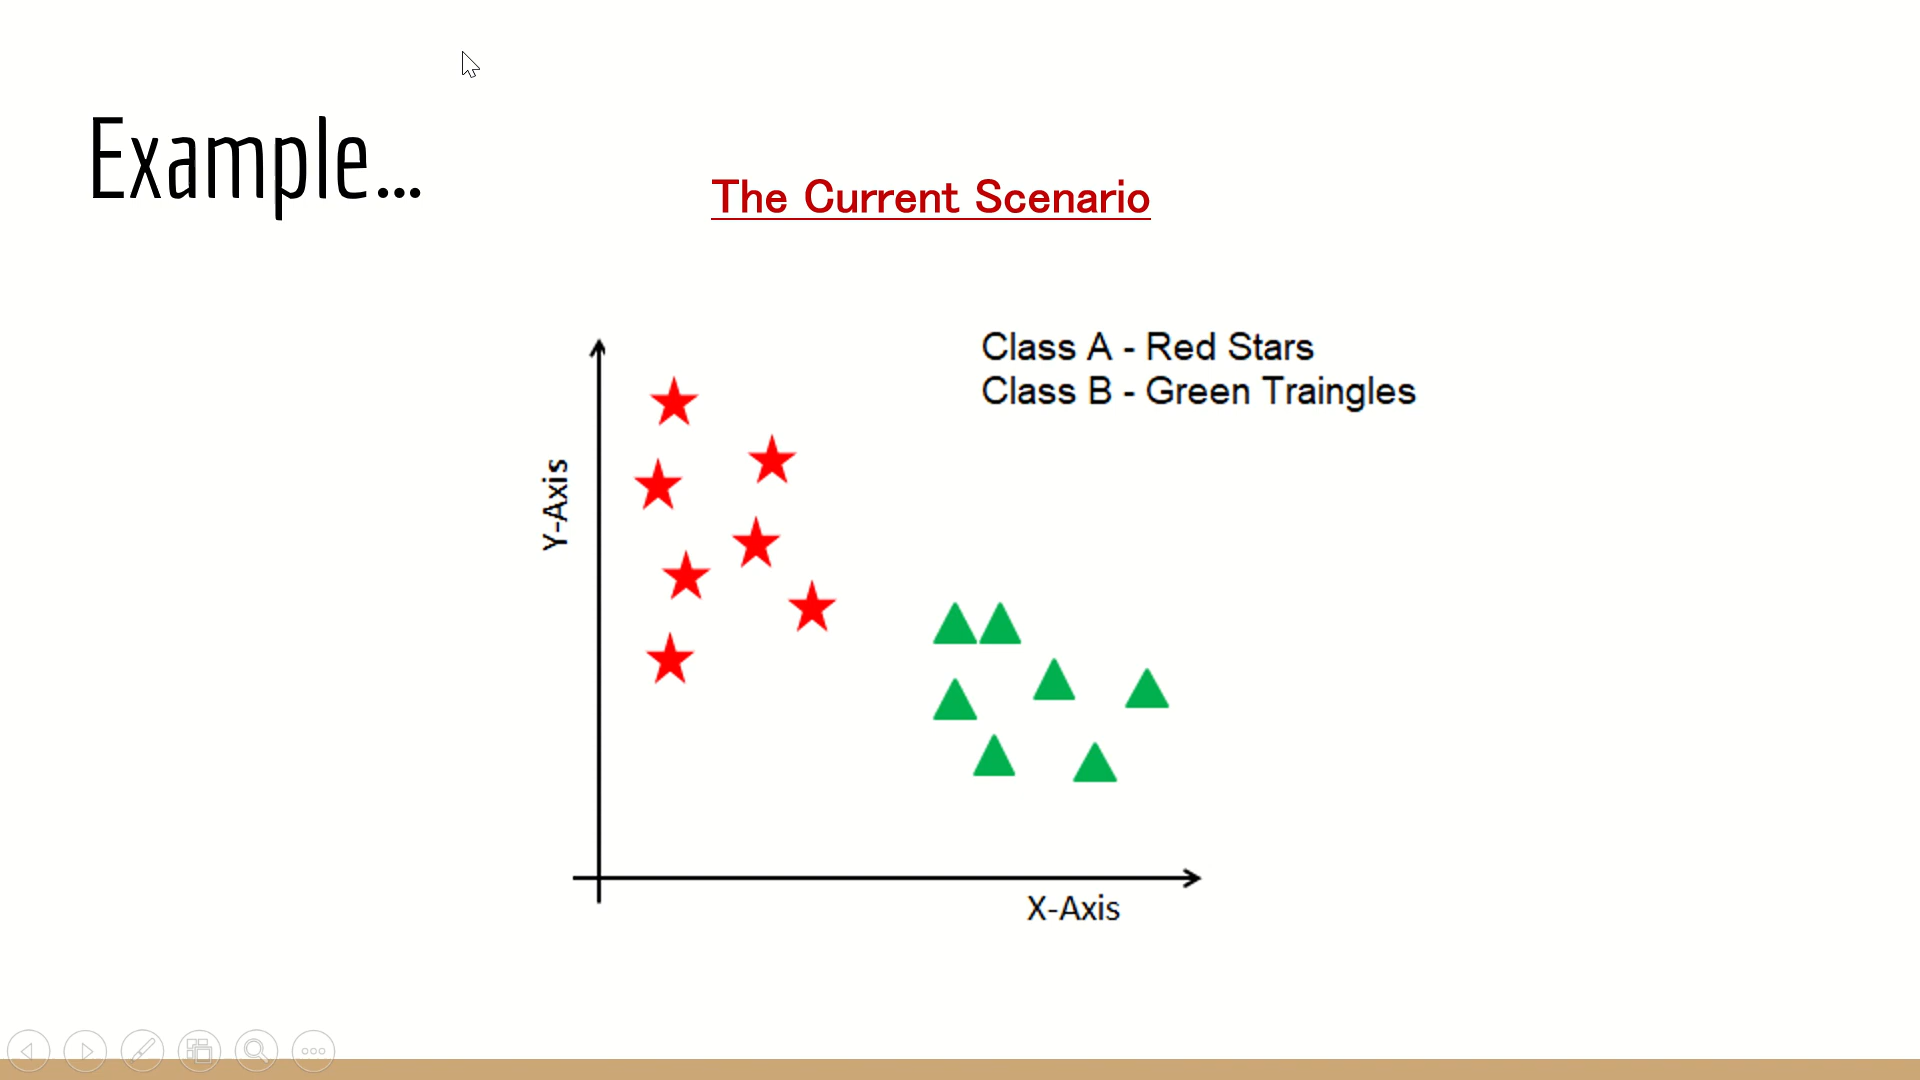 Example...
The Current Scenario
Class A - Red Stars
Class B - Green Traingles
Y-Axis
X-Axis